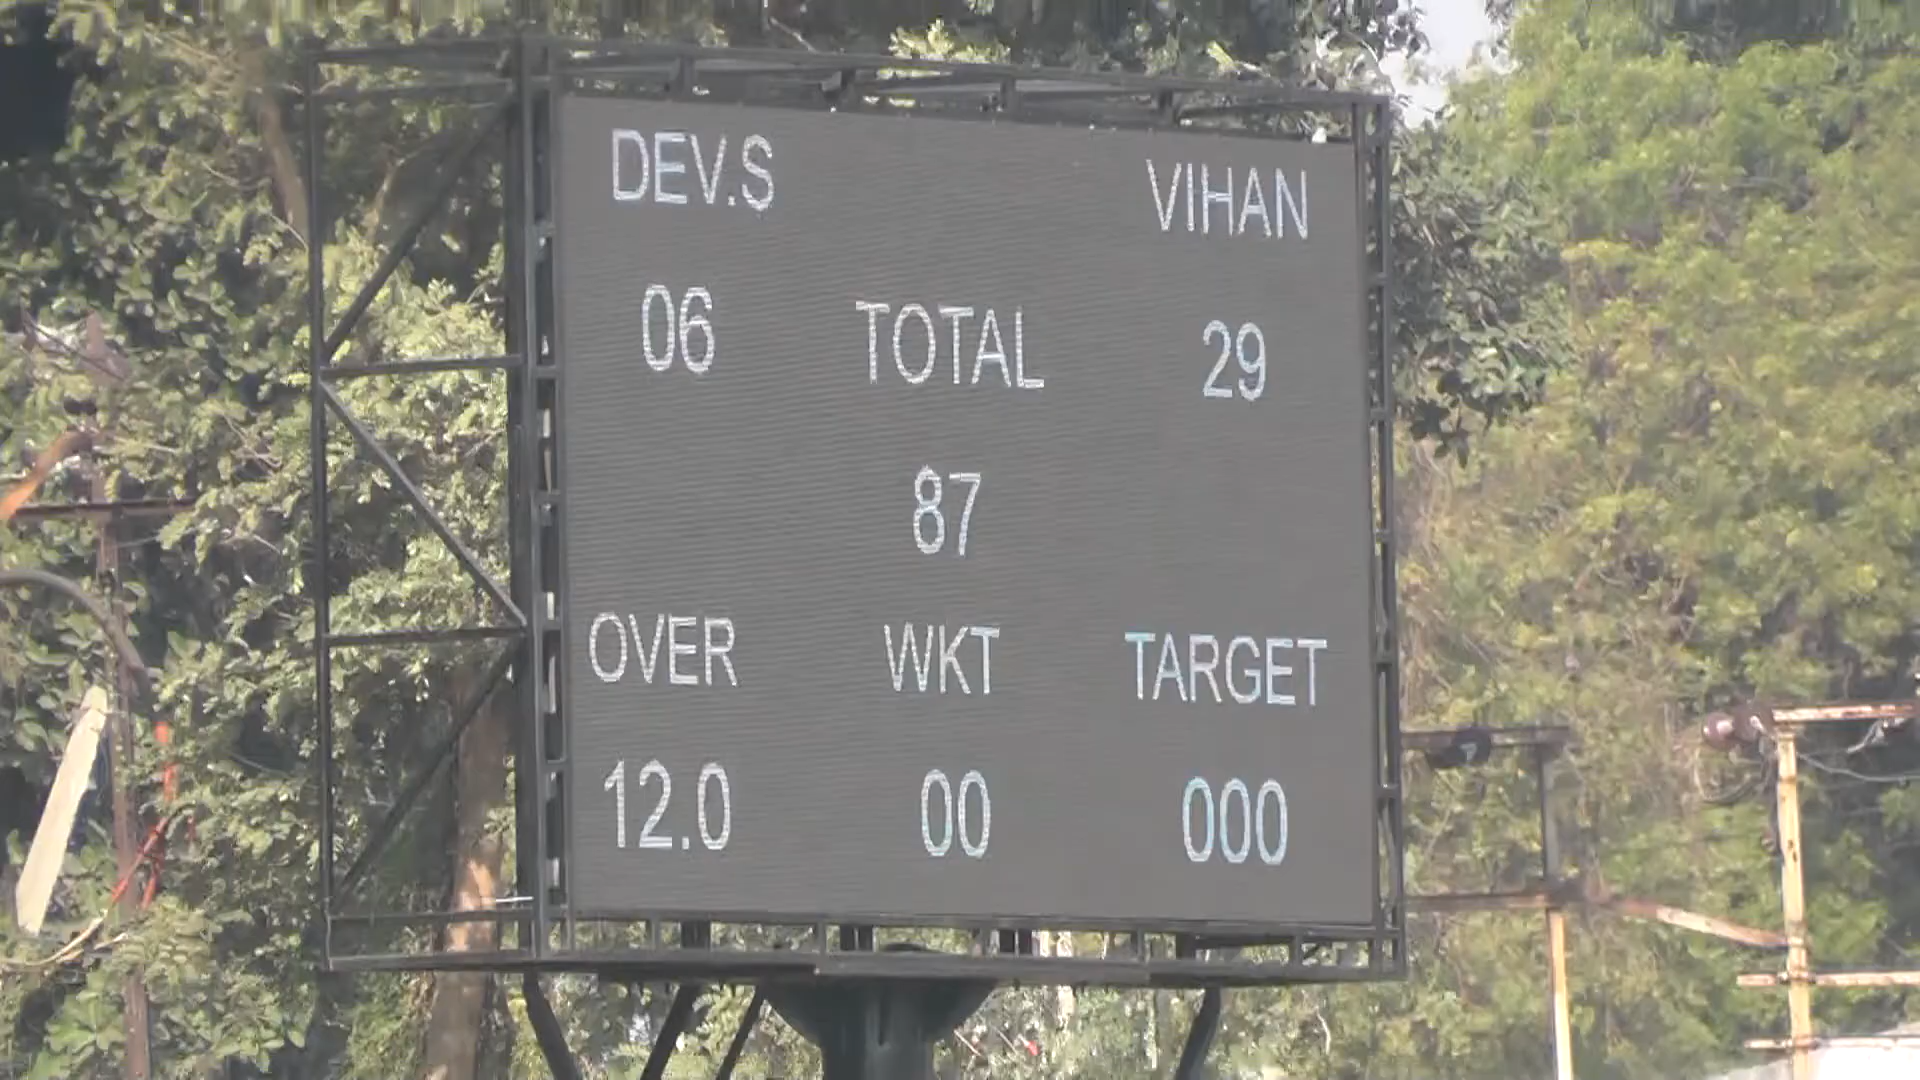 DEV.S VIHAN
06 TOTAL 29
87
OVER WKT TARGET
12.0 00 000